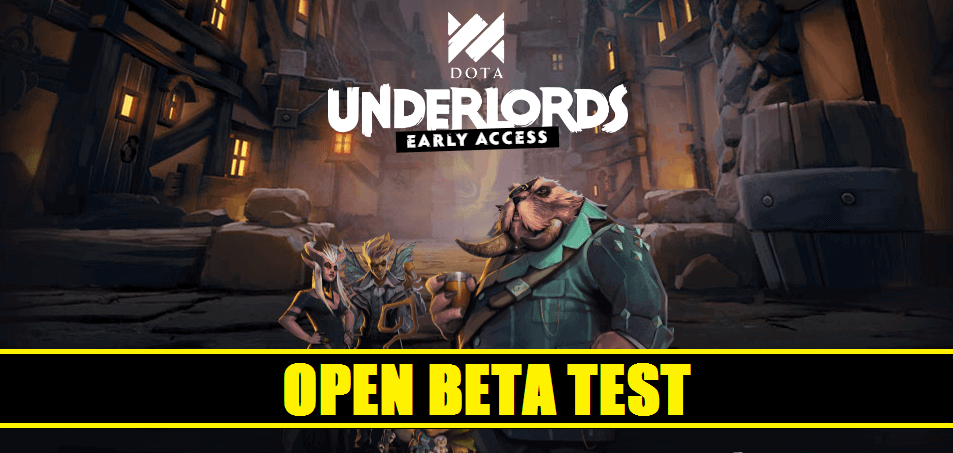 DOTA
UNDERLORDS
EARLY ACCESS
OPEN BETA TEST